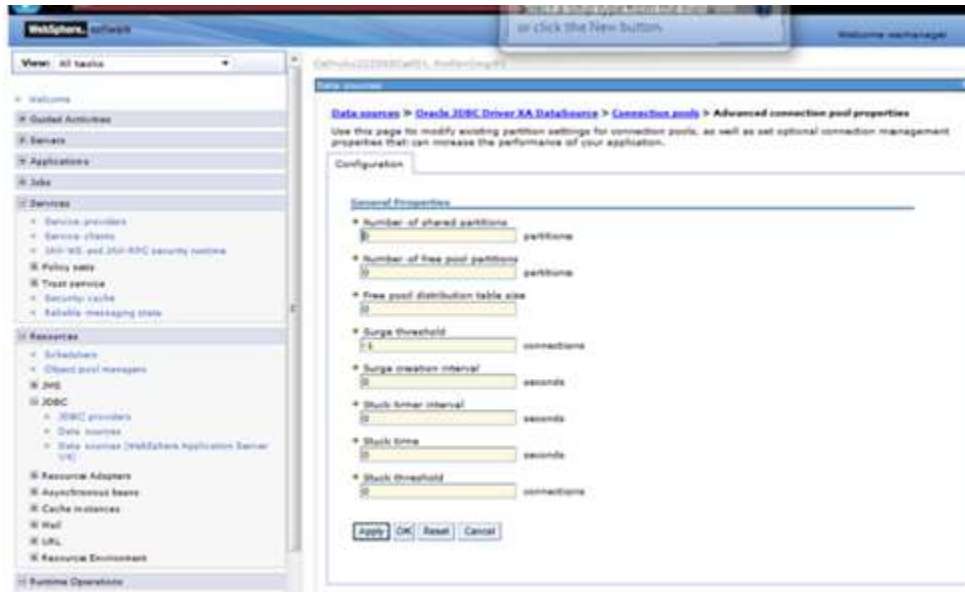 or click the New button.
WebSphere. software
Welcome wsmanager
View: All tasks
Welcome
Guided Activities
Servers
Applications
Jobs
Services
Service providers
Service clients
JAX-WS and JAX-RPC security runtime
Policy sets
Trust service
Security cache
Reliable messaging state
Resources
Schedulers
Object pool managers
JMS
JDBC
JDBC providers
Data sources
Data sources (WebSphere Application Server V4)
Resource Adapters
Asynchronous beans
Cache instances
Mail
URL
Resource Environment
Runtime Operations
Data sources
Data sources > Oracle JDBC Driver XA DataSource > Connection pools > Advanced connection pool properties
Use this page to modify existing partition settings for connection pools, as well as set optional connection management
properties that can increase the performance of your application.
Configuration
General Properties
* Number of shared partitions
0 partitions
* Number of free pool partitions
0 partitions
* Free pool distribution table size
0
* Surge threshold
-1 connections
* Surge creation interval
0 seconds
* Stuck timer interval
0 seconds
* Stuck time
0 seconds
* Stuck threshold
0 connections
Apply OK Reset Cancel